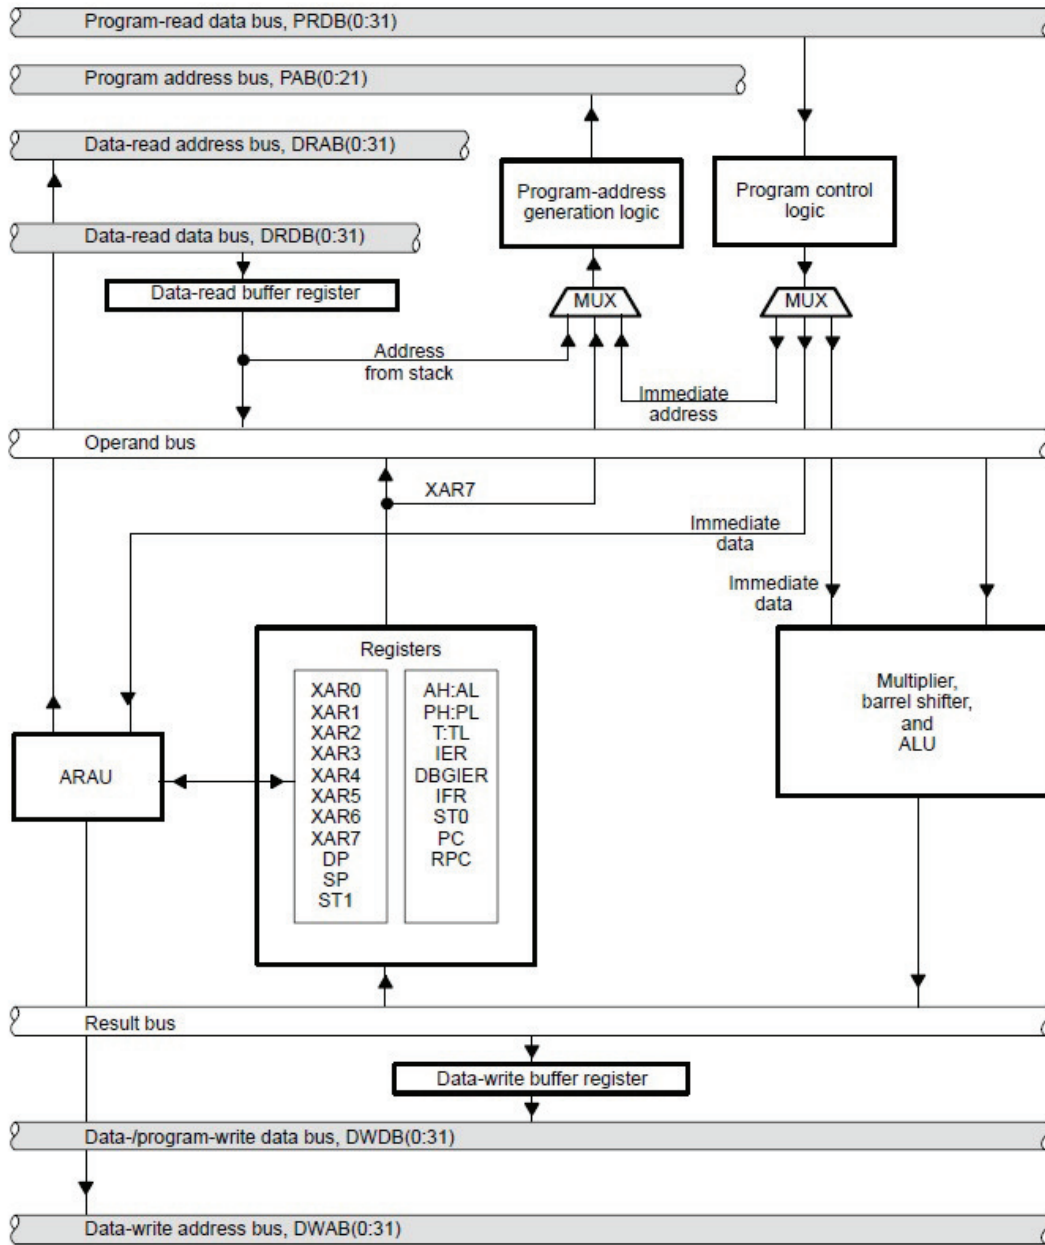 Program-read data bus, PRDB(0:31)
Program address bus, PAB(0:21)
Data-read address bus, DRAB(0:31)
Program-address
generation logic
Program control
logic
Data-read data bus, DRDB(0:31)
Data-read buffer register
MUX
MUX
Address
from stack
Immediate
address
Operand bus
XAR7
Immediate
data
Immediate
data
Registers
XAR0
XAR1
XAR2
XAR3
XAR4
XAR5
XAR6
XAR7
DP
SP
ST1
AH:AL
PH:PL
T:TL
IER
DBGIER
IFR
ST0
PC
RPC
Multiplier,
barrel shifter,
and
ALU
ARAU
Result bus
Data-write buffer register
Data-/program-write data bus, DWDB(0:31)
Data-write address bus, DWAB(0:31)